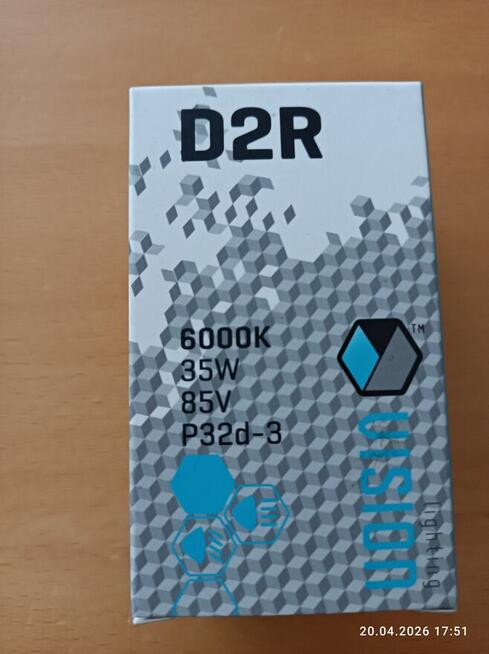 D2R
6000K
35W
85V
P32d-3
TM
VISION
lighting
20.04.2026 17:51